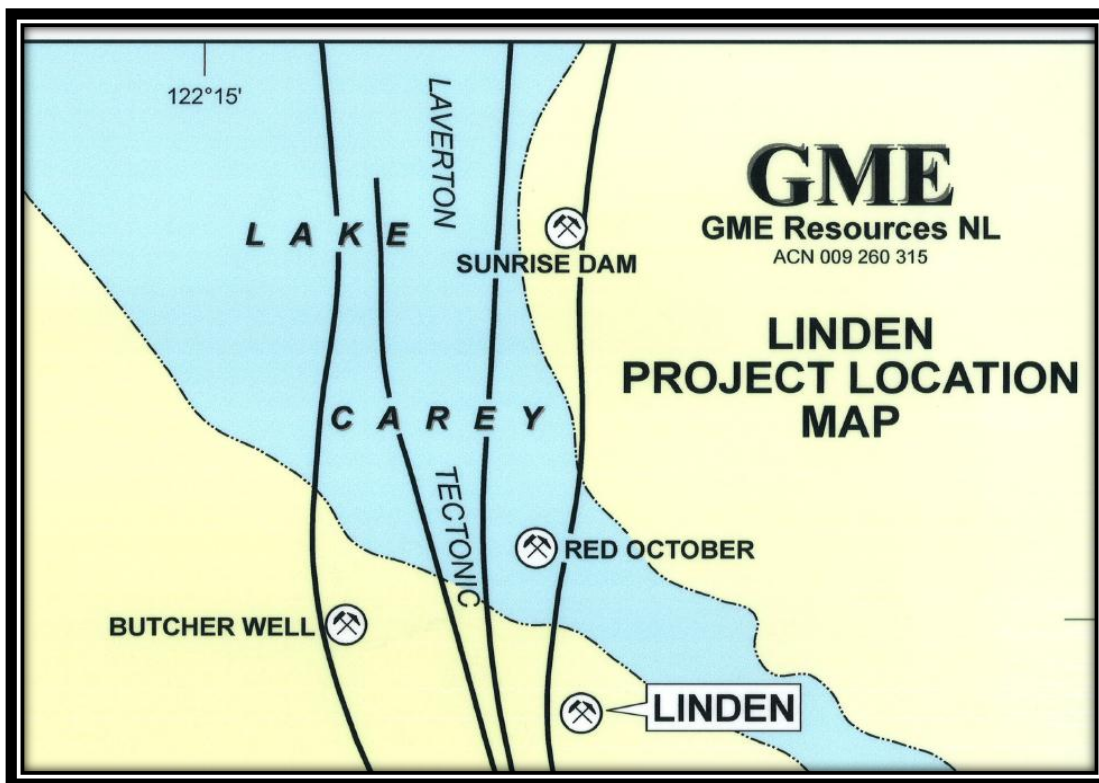 122°15'
LAVERTON
GME
GME Resources NL
ACN 009 260 315
LAKE
SUNRISE DAM
LINDEN
PROJECT LOCATION
MAP
CAREY
TECTONIC
RED OCTOBER
BUTCHER WELL
LINDEN